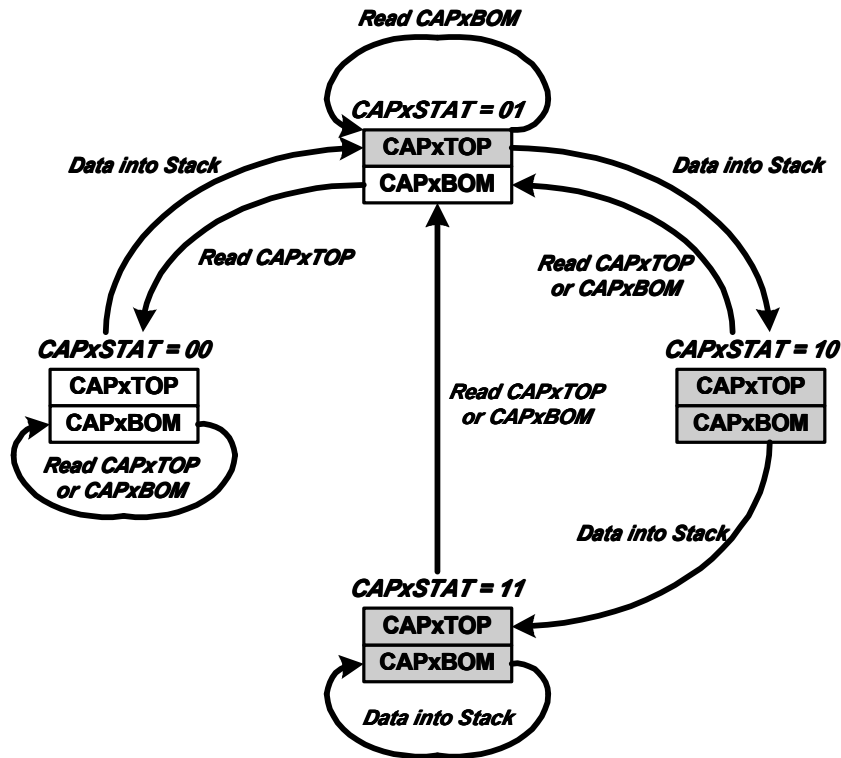 Read CAPxBOM
CAPxSTAT = 01
CAPxTOP
CAPxBOM
Data into Stack
Data into Stack
Read CAPxTOP
Read CAPxTOP
or CAPxBOM
CAPxSTAT = 00
CAPxTOP
CAPxBOM
Read CAPxTOP
or CAPxBOM
CAPxSTAT = 10
CAPxTOP
CAPxBOM
Read CAPxTOP
or CAPxBOM
Data into Stack
CAPxSTAT = 11
CAPxTOP
CAPxBOM
Data into Stack